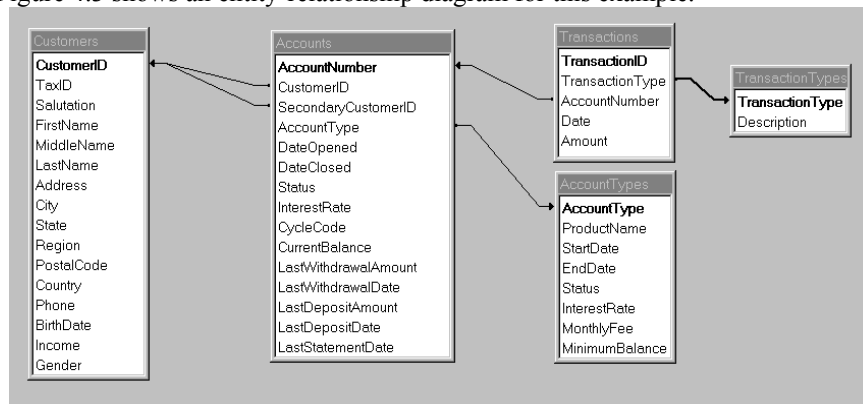 Figure 4.3 shows an entity-relationship diagram for this example.
Customers
CustomerID
TaxID
Salutation
FirstName
MiddleName
LastName
Address
City
State
Region
PostalCode
Country
Phone
BirthDate
Income
Gender
Accounts
AccountNumber
CustomerID
SecondaryCustomerID
AccountType
DateOpened
DateClosed
Status
InterestRate
CycleCode
CurrentBalance
LastWithdrawalAmount
LastWithdrawalDate
LastDepositAmount
LastDepositDate
LastStatementDate
Transactions
TransactionID
TransactionType
AccountNumber
Date
Amount
TransactionTypes
TransactionType
Description
AccountTypes
AccountType
ProductName
StartDate
EndDate
Status
InterestRate
MonthlyFee
MinimumBalance